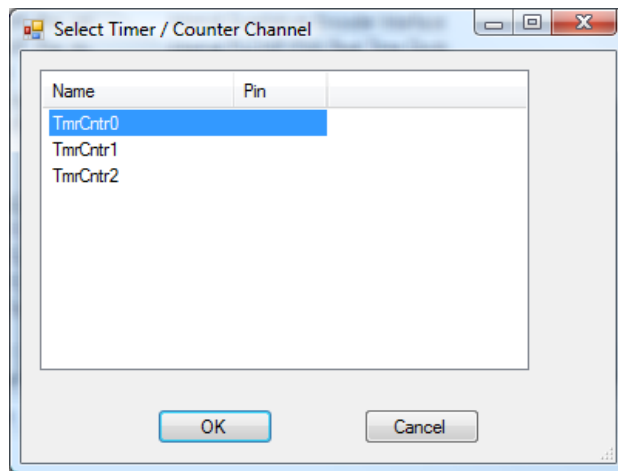 Select Timer / Counter Channel
Name Pin
TmrCntr0
TmrCntr1
TmrCntr2
OK Cancel